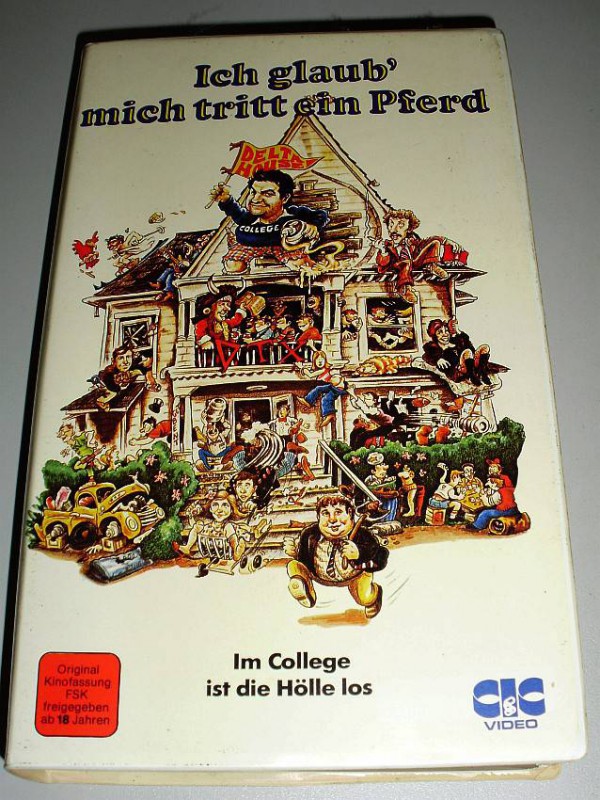 Ich glaub'
mich tritt ein Pferd
DELTA
HOUSE
COLLEGE
ΔTX
Im College
ist die Hölle los
Original
Kinofassung
FSK
freigegeben
ab 18 Jahren
CIC
VIDEO